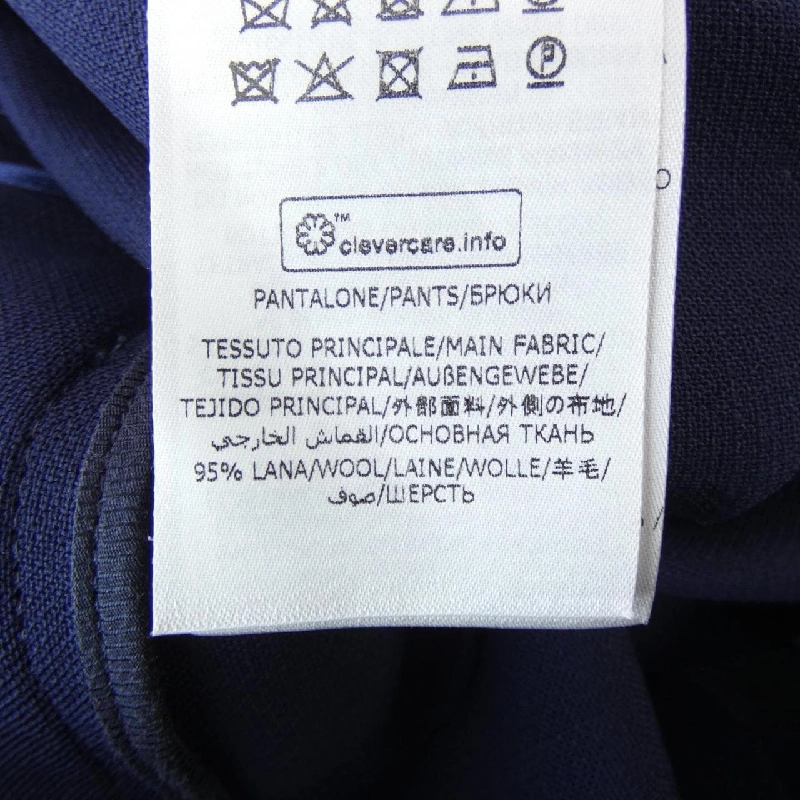 P
™ clevercare.info
PANTALONE/PANTS/БРЮКИ
TESSUTO PRINCIPALE/MAIN FABRIC/
TISSU PRINCIPAL/AUßENGEWEBE/
TEJIDO PRINCIPAL/外部面料/外側の布地/
القماش الخارجي/ОСНОВНАЯ ТКАНЬ
95% LANA/WOOL/LAINE/WOLLE/羊毛/
صوف/ШЕРСТЬ